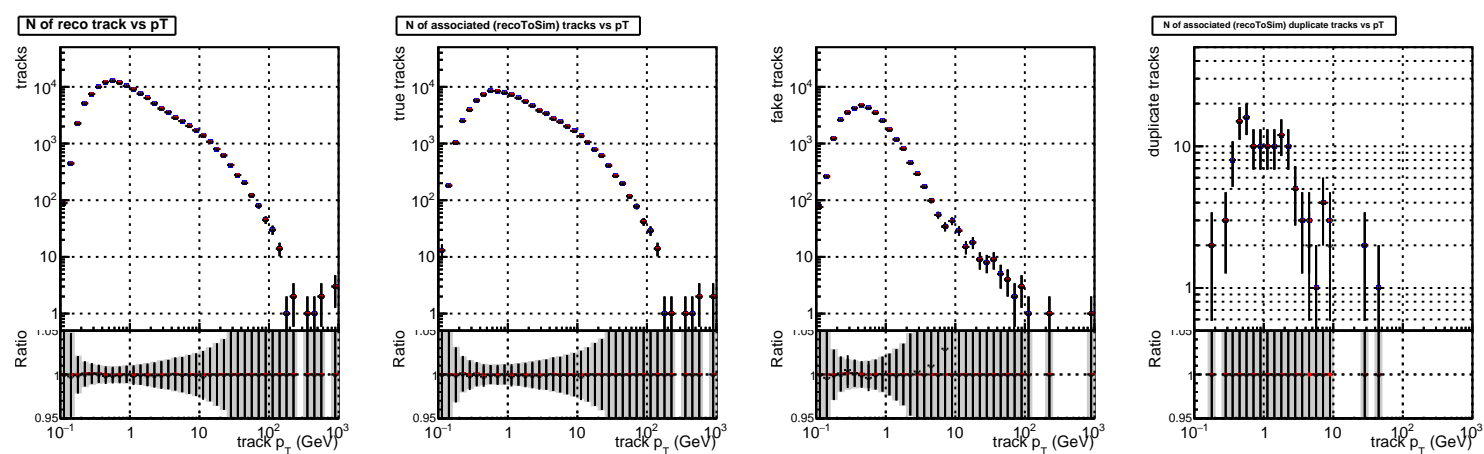 N of reco track vs pT
tracks
10^4
10^3
10^2
10
1
Ratio
1.05
1
0.95
10^-1 1 10 10^2 10^3
track p_T (GeV)
N of associated (recoToSim) tracks vs pT
true tracks
10^4
10^3
10^2
10
1
Ratio
1.05
1
0.95
10^-1 1 10 10^2 10^3
track p_T (GeV)
fake tracks
10^4
10^3
10^2
10
1
Ratio
1.05
1
0.95
10^-1 1 10 10^2 10^3
track p_T (GeV)
N of associated (recoToSim) duplicate tracks vs pT
duplicate tracks
10
1
Ratio
1.05
1
0.95
10^-1 1 10 10^2 10^3
track p_T (GeV)